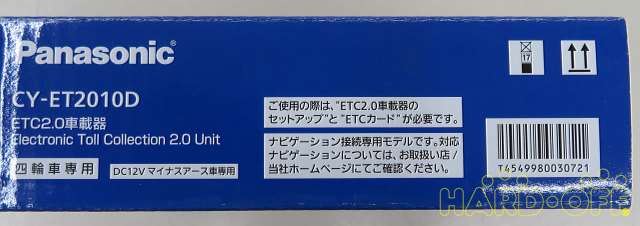 Panasonic
CY-ET2010D
ETC2.0車載器
Electronic Toll Collection 2.0 Unit
四輪車専用
DC12V マイナスアース車専用
ご使用の際は、"ETC2.0車載器の
セットアップ"と"ETCカード"が必要です。
ナビゲーション接続専用モデルです。対応
ナビゲーションについては、お取扱い店/
当社ホームページにてご確認ください。
17
T4549980030721
HARD-OFF